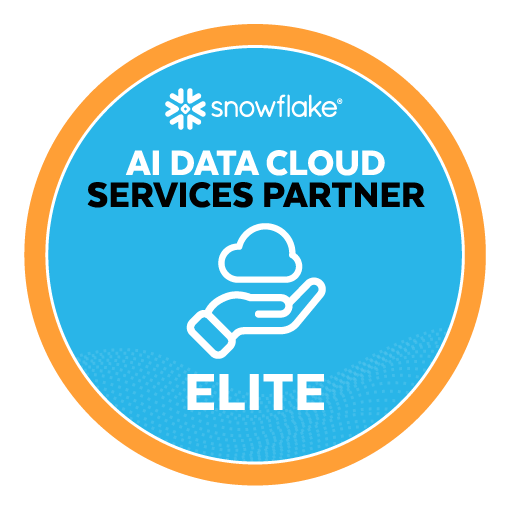 snowflake®
AI DATA CLOUD
SERVICES PARTNER
ELITE